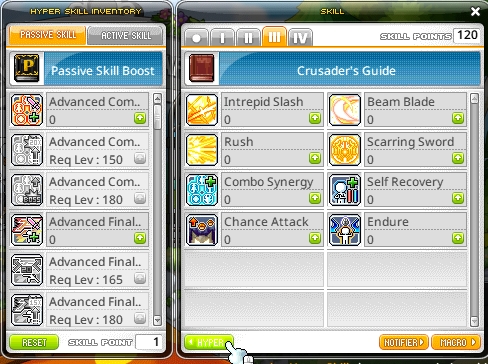 HYPER SKILL INVENTORY
PASSIVE SKILL ACTIVE SKILL
P
Passive Skill Boost
Advanced Com..
0
Advanced Com..
Req Lev : 150
Advanced Com..
Req Lev : 180
Advanced Final..
0
Advanced Final..
Req Lev : 165
Advanced Final..
Req Lev : 180
RESET SKILL POINT 1
SKILL
I II III IV SKILL POINTS 120
Crusader's Guide
Intrepid Slash Beam Blade
0 0
Rush Scarring Sword
0 0
Combo Synergy Self Recovery
0 0
Chance Attack Endure
0 0
HYPER NOTIFIER MACRO